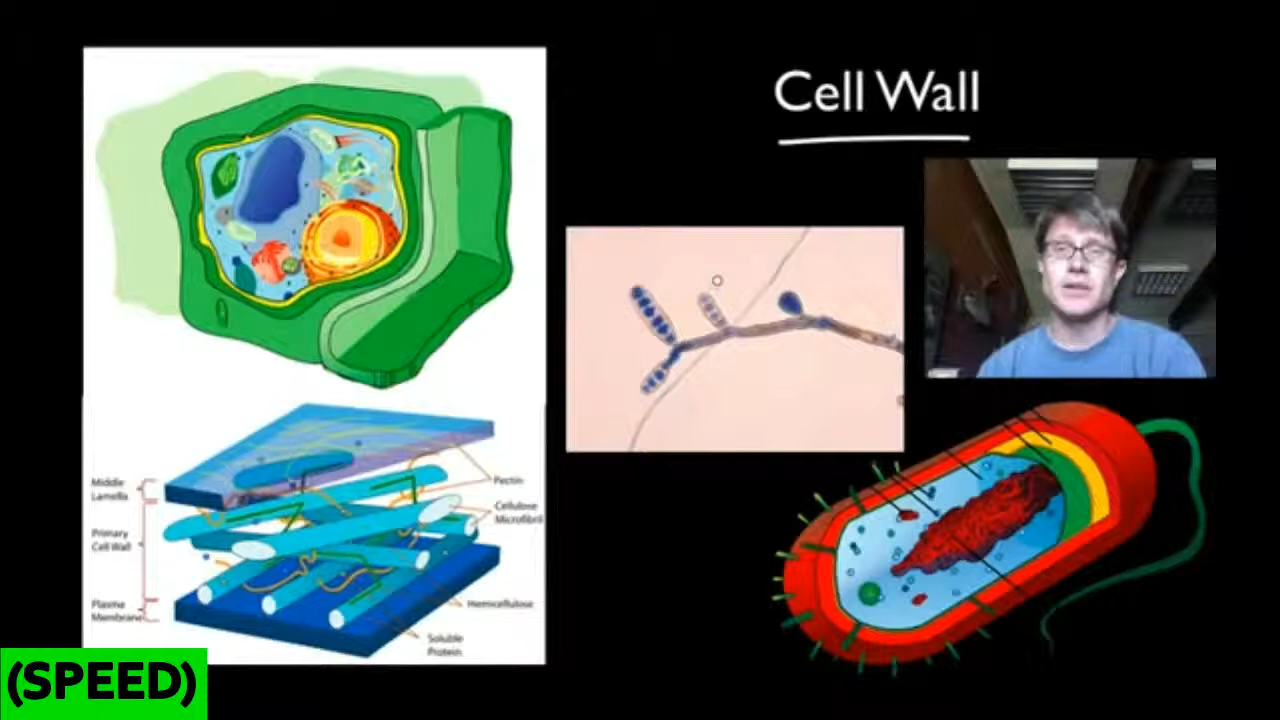 Cell Wall
Middle
Lamella
Primary
Cell Wall
Plasma
Membrane
Pectin
Cellulose
Microfibril
Hemicellulose
Soluble
Protein
(SPEED)